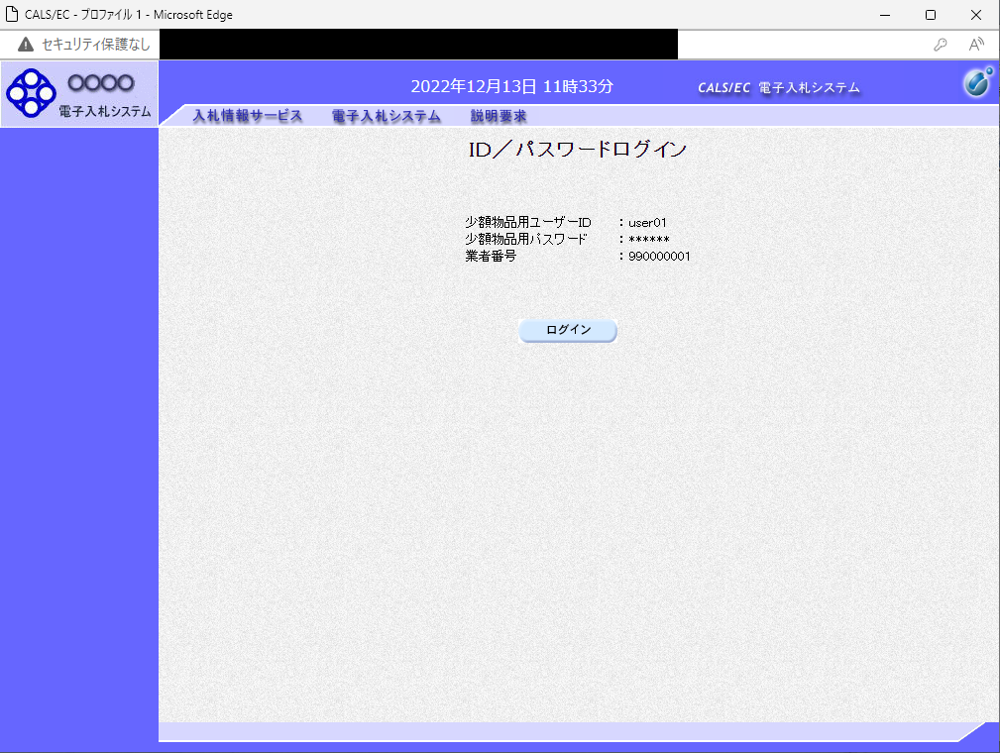 CALS/EC - プロファイル 1 - Microsoft Edge
セキュリティ保護なし
〇〇〇〇
電子入札システム
2022年12月13日 11時33分
CALS/EC 電子入札システム
入札情報サービス 電子入札システム 説明要求
ID／パスワードログイン
少額物品用ユーザーID ：user01
少額物品用パスワード ：******
業者番号 ：990000001
ログイン